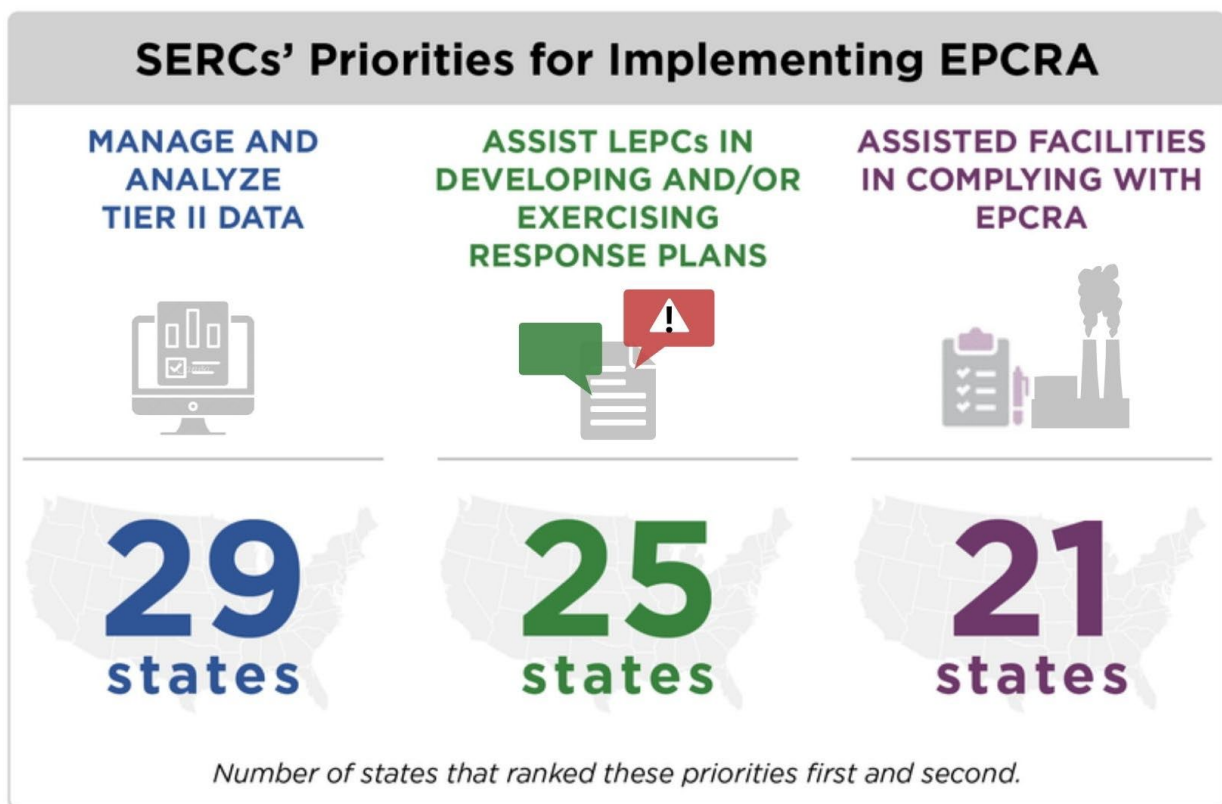 SERCs' Priorities for Implementing EPCRA
MANAGE AND
ANALYZE
TIER II DATA
ASSIST LEPCs IN
DEVELOPING AND/OR
EXERCISING
RESPONSE PLANS
ASSISTED FACILITIES
IN COMPLYING WITH
EPCRA
!
29
states
25
states
21
states
Number of states that ranked these priorities first and second.